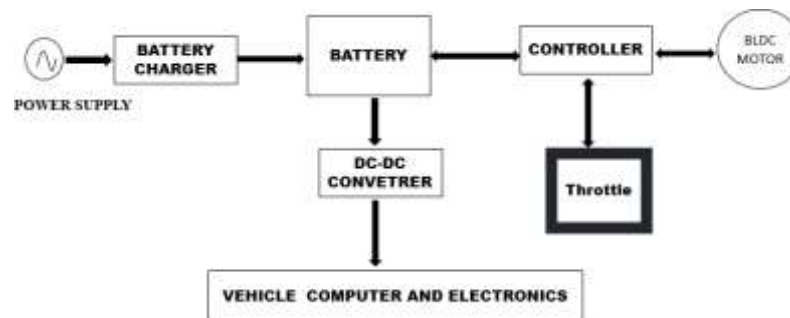 BATTERY
CHARGER
BATTERY
CONTROLLER
BLDC
MOTOR
POWER SUPPLY
DC-DC
CONVETRER
Throttle
VEHICLE COMPUTER AND ELECTRONICS